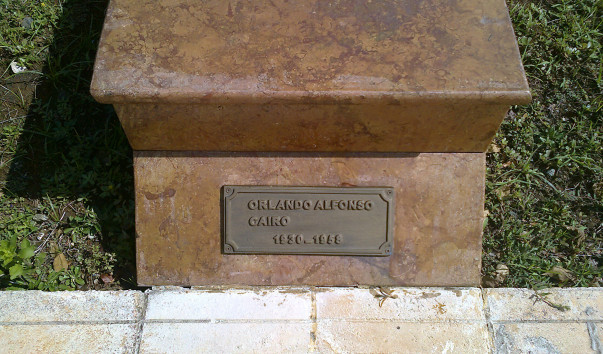 ORLANDO ALFONSO
CAIRO
1930. 1958